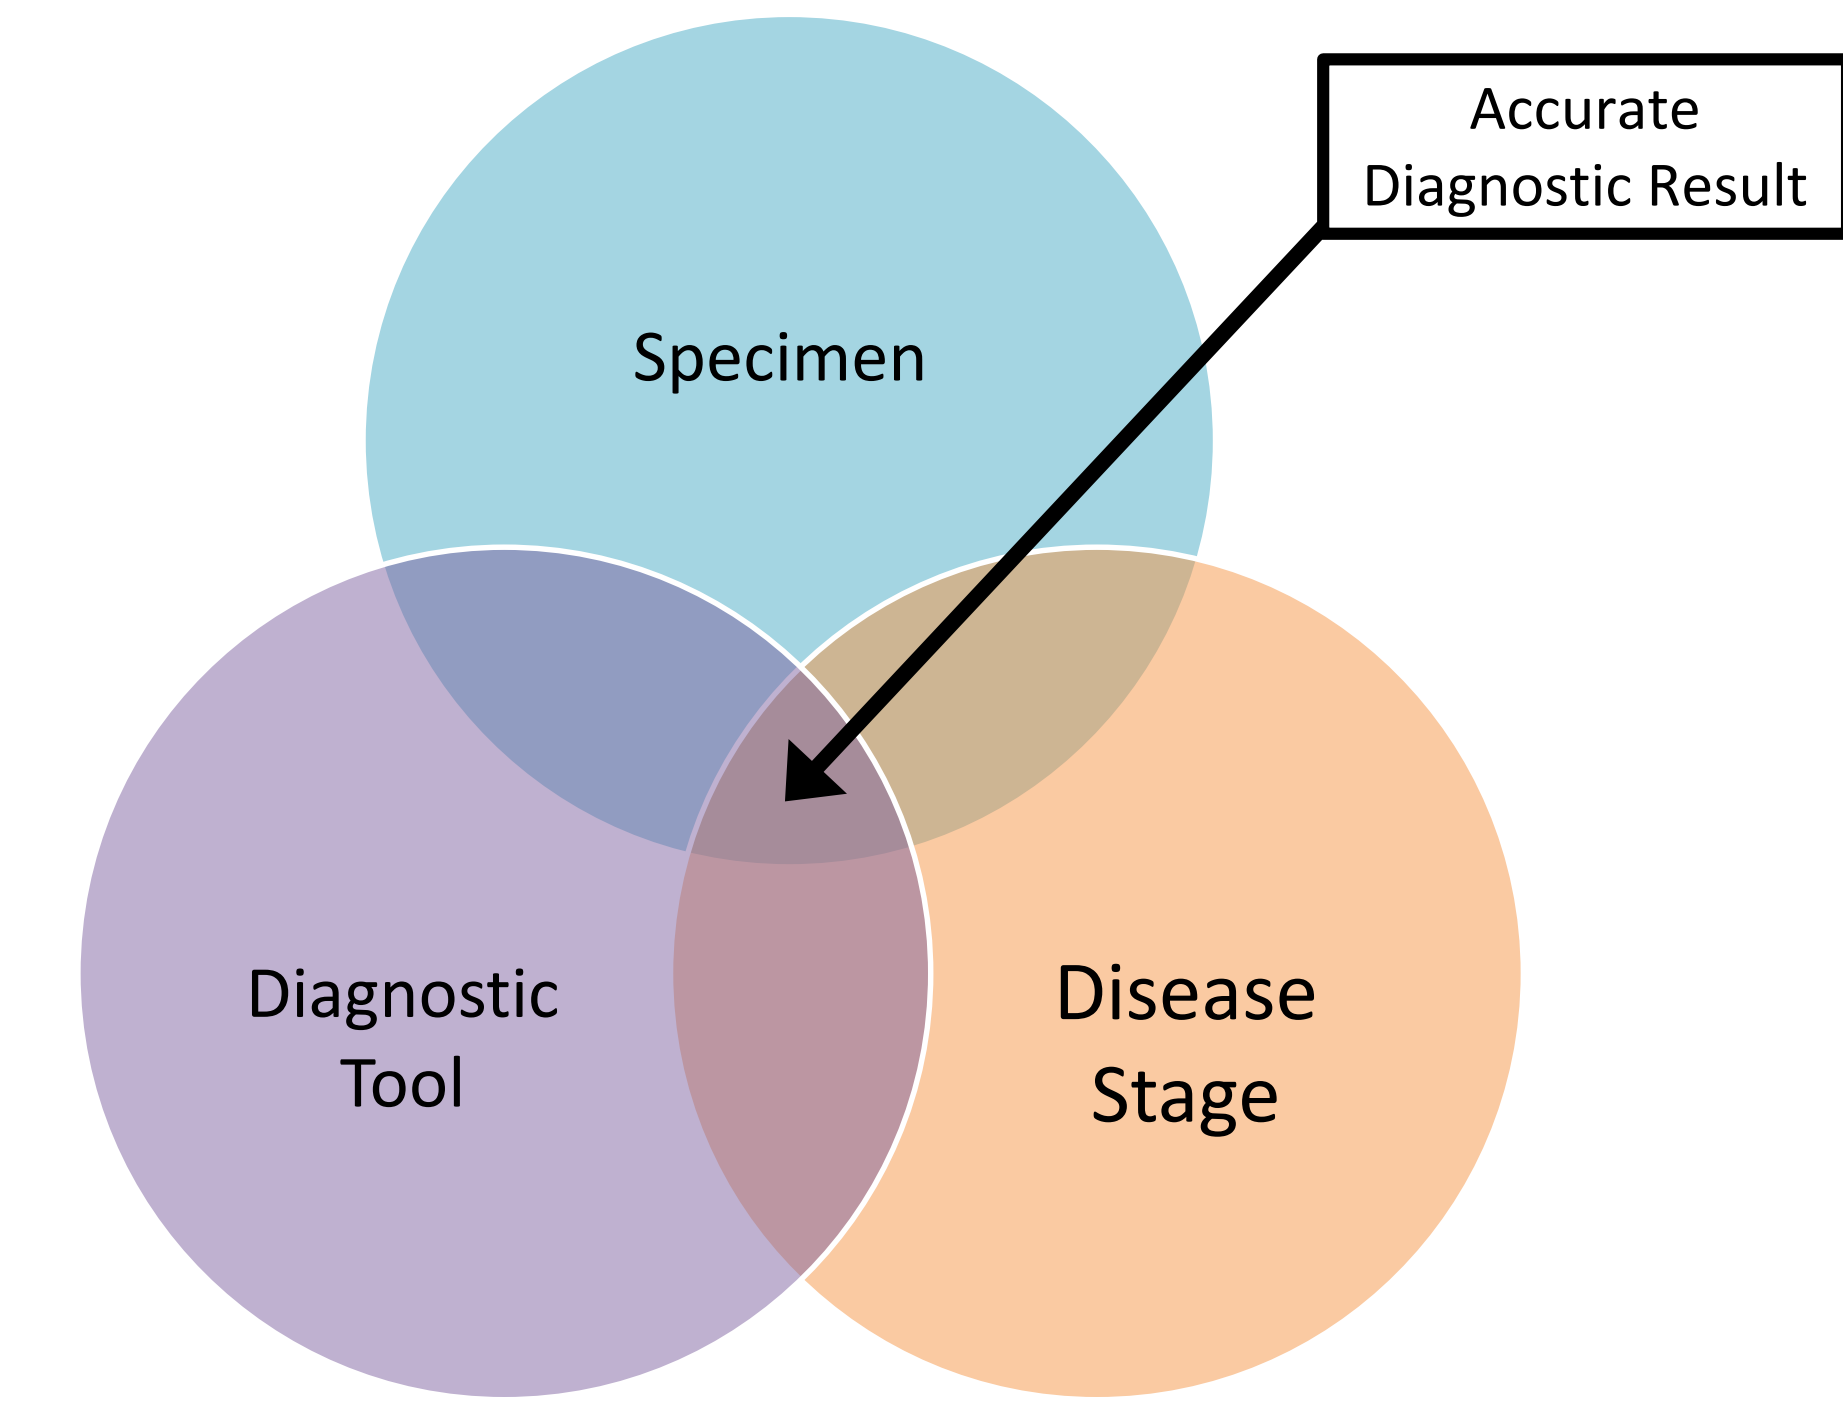 Accurate
Diagnostic Result
Specimen
Diagnostic
Tool
Disease
Stage